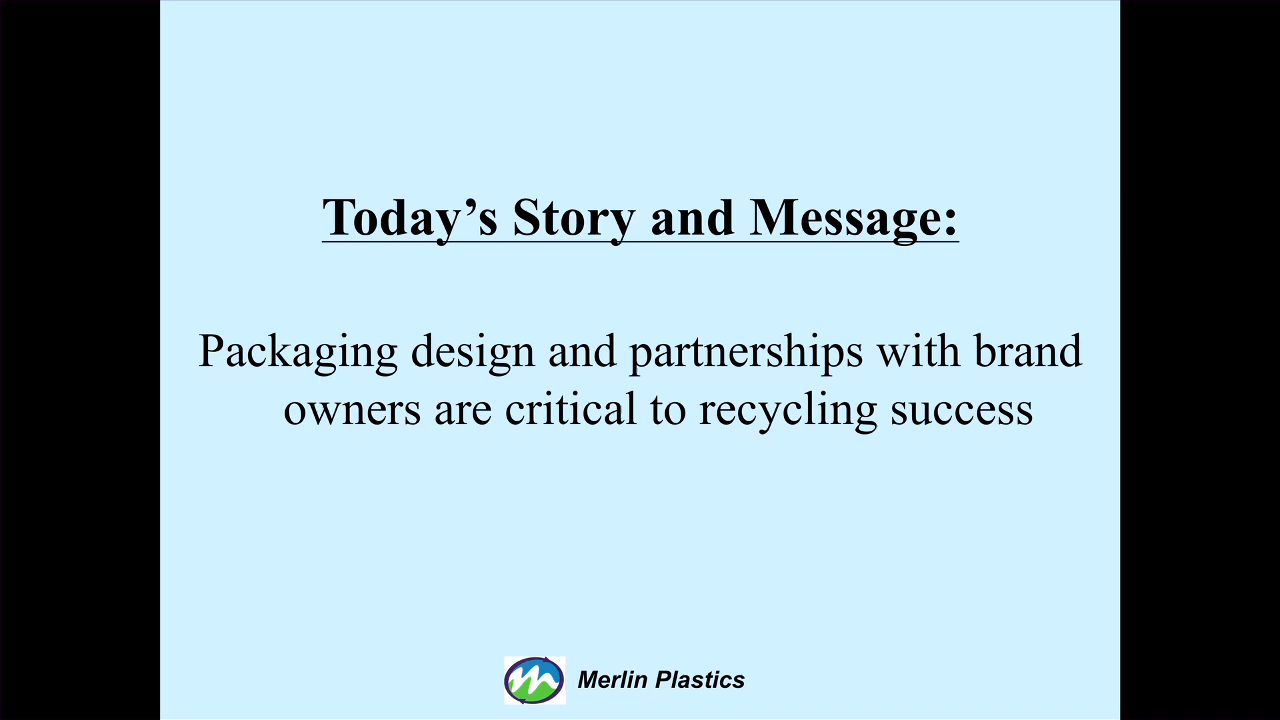 Today’s Story and Message:
Packaging design and partnerships with brand
owners are critical to recycling success
Merlin Plastics